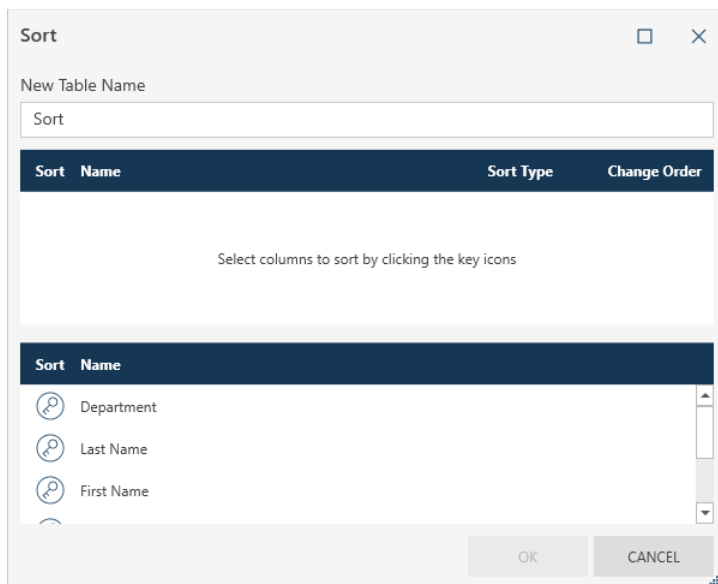 Sort
New Table Name
Sort
Sort Name Sort Type Change Order
Select columns to sort by clicking the key icons
Sort Name
Department
Last Name
First Name
OK CANCEL